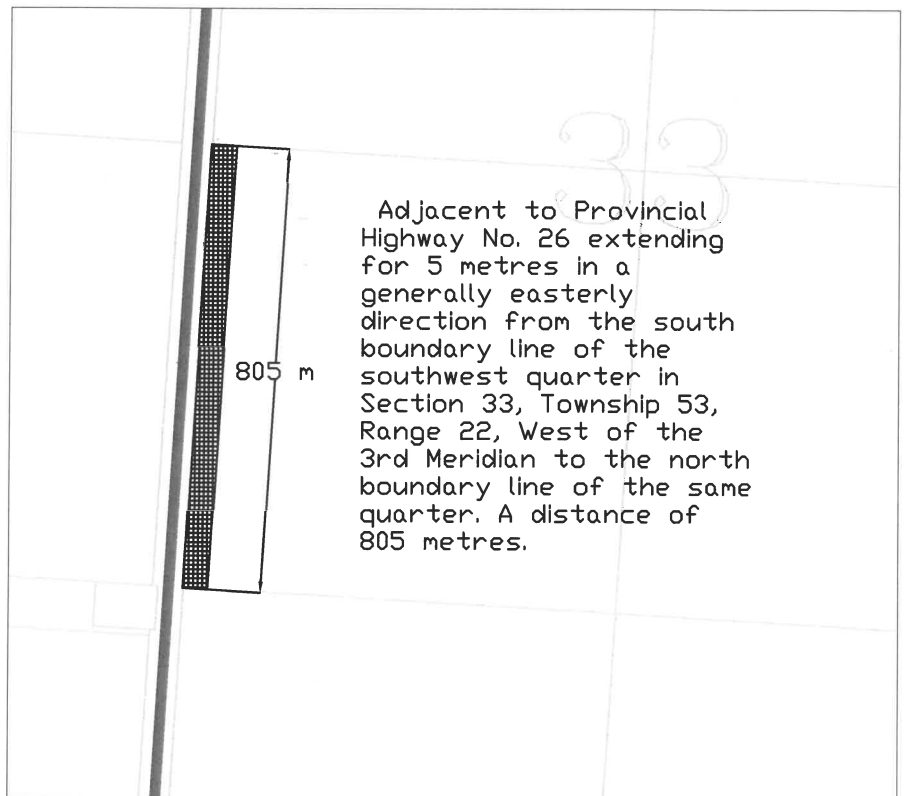 33
Adjacent to Provincial
Highway No. 26 extending
for 5 metres in a
generally easterly
direction from the south
boundary line of the
southwest quarter in
Section 33, Township 53,
Range 22, West of the
3rd Meridian to the north
boundary line of the same
quarter. A distance of
805 metres.
805 m